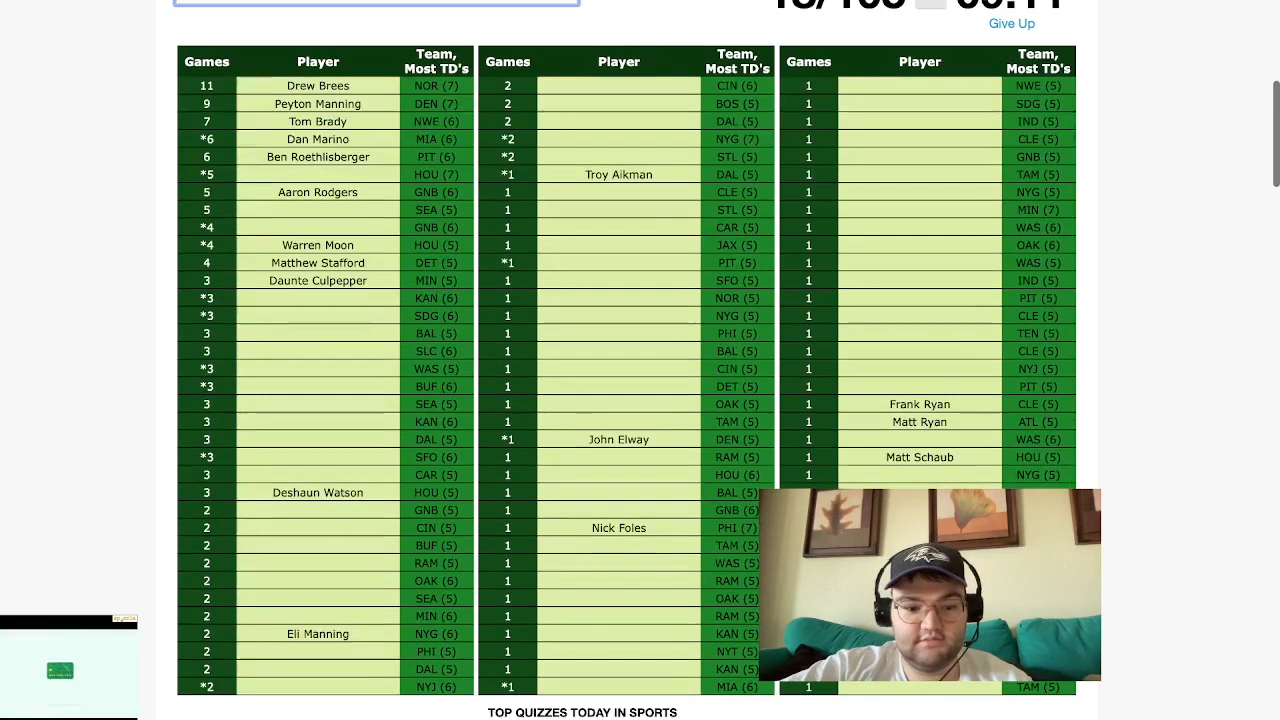 Give Up
Games Player Team, Most TD's Games Player Team, Most TD's Games Player Team, Most TD's
11 Drew Brees NOR (7) 2 CIN (6) 1 NWE (5)
9 Peyton Manning DEN (7) 2 BOS (5) 1 SDG (5)
7 Tom Brady NWE (6) 2 DAL (5) 1 IND (5)
*6 Dan Marino MIA (6) *2 NYG (7) 1 CLE (5)
6 Ben Roethlisberger PIT (6) *2 STL (5) 1 GNB (5)
*5 HOU (7) *1 Troy Aikman DAL (5) 1 TAM (5)
5 Aaron Rodgers GNB (6) 1 CLE (5) 1 NYG (5)
5 SEA (5) 1 STL (5) 1 MIN (7)
*4 GNB (6) 1 CAR (5) 1 WAS (6)
*4 Warren Moon HOU (5) 1 JAX (5) 1 OAK (6)
4 Matthew Stafford DET (5) *1 PIT (5) 1 WAS (5)
3 Daunte Culpepper MIN (5) 1 SFO (5) 1 IND (5)
*3 KAN (6) 1 NOR (5) 1 PIT (5)
*3 SDG (6) 1 NYG (5) 1 CLE (5)
3 BAL (5) 1 PHI (5) 1 TEN (5)
3 SLC (6) 1 BAL (5) 1 CLE (5)
*3 WAS (5) 1 CIN (5) 1 NYJ (5)
*3 BUF (6) 1 DET (5) 1 PIT (5)
3 SEA (5) 1 OAK (5) 1 Frank Ryan CLE (5)
3 KAN (6) 1 TAM (5) 1 Matt Ryan ATL (5)
3 DAL (5) *1 John Elway DEN (5) 1 WAS (6)
*3 SFO (6) 1 RAM (5) 1 Matt Schaub HOU (5)
3 CAR (5) 1 HOU (6) 1 NYG (5)
3 Deshaun Watson HOU (5) 1 BAL (5)
2 GNB (5) 1 GNB (6)
2 CIN (5) 1 Nick Foles PHI (7)
2 BUF (5) 1 TAM (5)
2 RAM (5) 1 WAS (5)
2 OAK (6) 1 RAM (5)
2 SEA (5) 1 OAK (5)
2 MIN (6) 1 RAM (5)
2 Eli Manning NYG (6) 1 KAN (5)
2 PHI (5) 1 NYT (5)
2 DAL (5) 1 KAN (5)
*2 NYJ (6) *1 MIA (6) 1 TAM (5)
TOP QUIZZES TODAY IN SPORTS